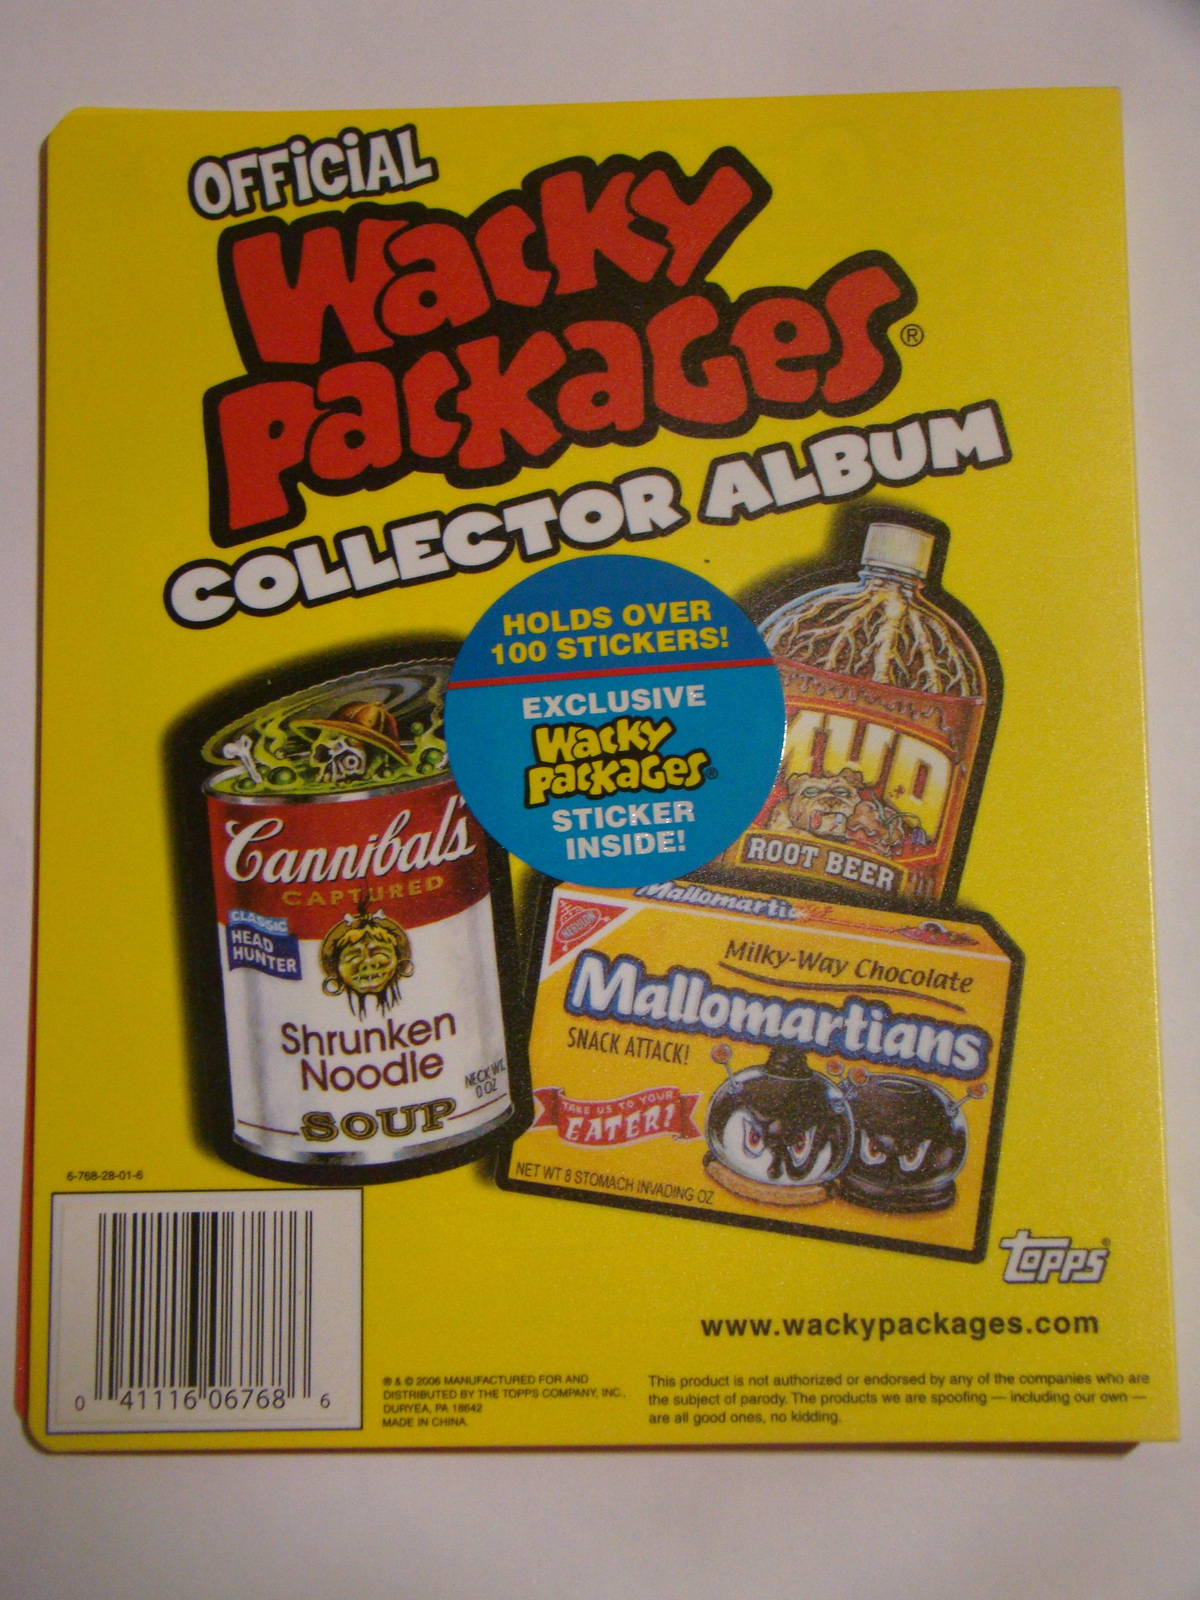 OFFiCiAL
Wacky
Packages®
COLLECTOR ALBUM
HOLDS OVER
100 STICKERS!
EXCLUSIVE
Wacky
Packages®
STICKER
INSIDE!
MUD
ROOT BEER
Cannibal's
CAPTURED
CLASSIC
HEAD
HUNTER
Shrunken
Noodle
NECK WT.
0 OZ
SOUP
NEBULON
Milky-Way Chocolate
Mallomartians
SNACK ATTACK!
TAKE US TO YOUR
EATER!
NET WT 8 STOMACH INVADING OZ
6-768-28-01-6
0 41116 06768 6
Topps®
www.wackypackages.com
® & © 2006 MANUFACTURED FOR AND
DISTRIBUTED BY THE TOPPS COMPANY, INC.,
DURYEA, PA 18642
MADE IN CHINA.
This product is not authorized or endorsed by any of the companies who are
the subject of parody. The products we are spoofing — including our own —
are all good ones, no kidding.